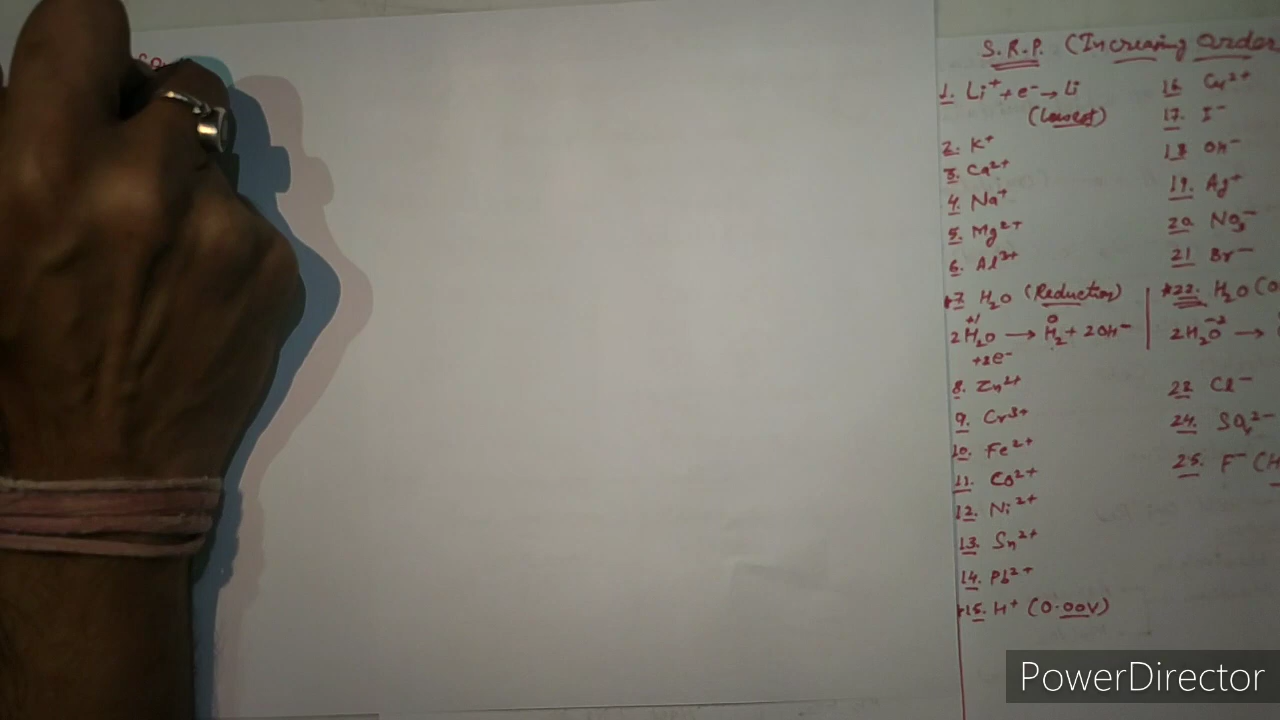 S.R.P. (Increasing order
1. Li⁺ + e⁻ → Li
(Lowest)
2. K⁺
3. Ca²⁺
4. Na⁺
5. Mg²⁺
6. Al³⁺
*7. H₂O (Reduction)
+1 0
2H₂O → H₂ + 2OH⁻
+2e⁻
8. Zn²⁺
9. Cr³⁺
10. Fe²⁺
11. Co²⁺
12. Ni²⁺
13. Sn²⁺
14. Pb²⁺
*15. H⁺ (0.00V)
16. Cu²⁺
17. I⁻
18 OH⁻
19. Ag⁺
20 NO₃⁻
21 Br⁻
*22. H₂O (O
-2
2H₂O →
23 Cl⁻
24. SO₄²⁻
25. F⁻ (H
PowerDirector